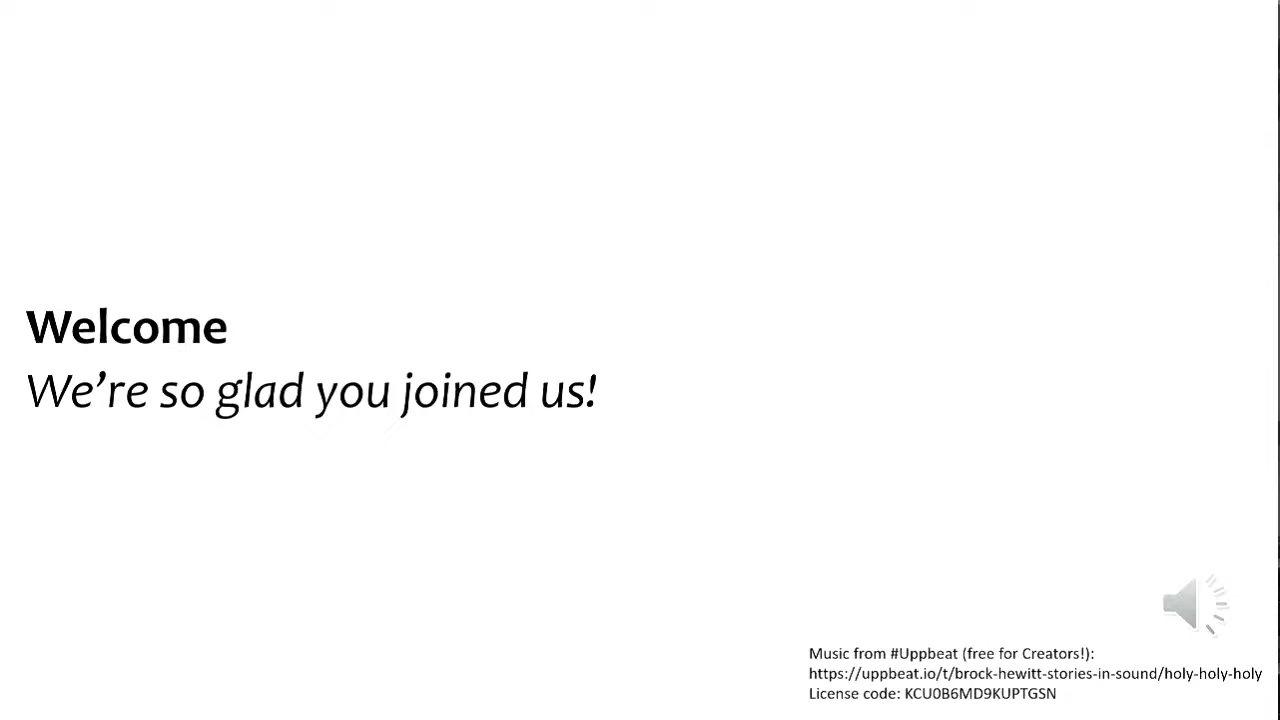 Welcome
We're so glad you joined us!
Music from #Uppbeat (free for Creators!):
https://uppbeat.io/t/brock-hewitt-stories-in-sound/holy-holy-holy
License code: KCU0B6MD9KUPTGSN